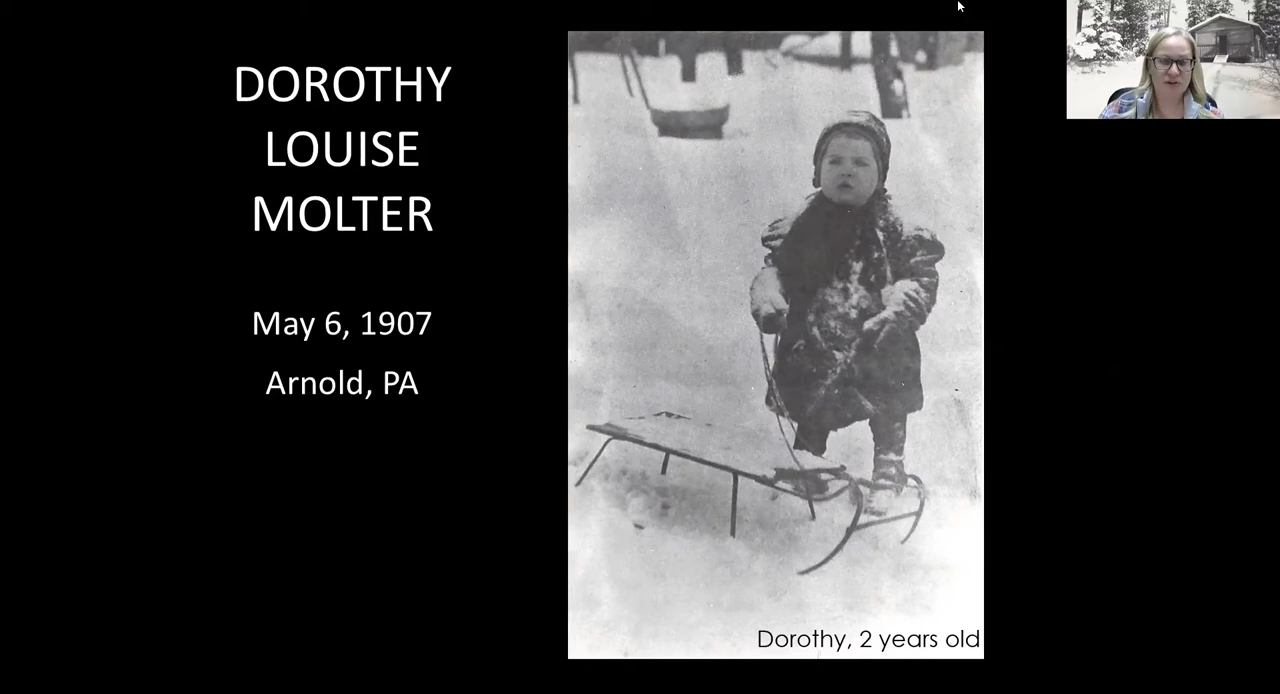 DOROTHY
LOUISE
MOLTER
May 6, 1907
Arnold, PA
Dorothy, 2 years old